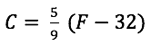 C = 5/9 (F − 32)